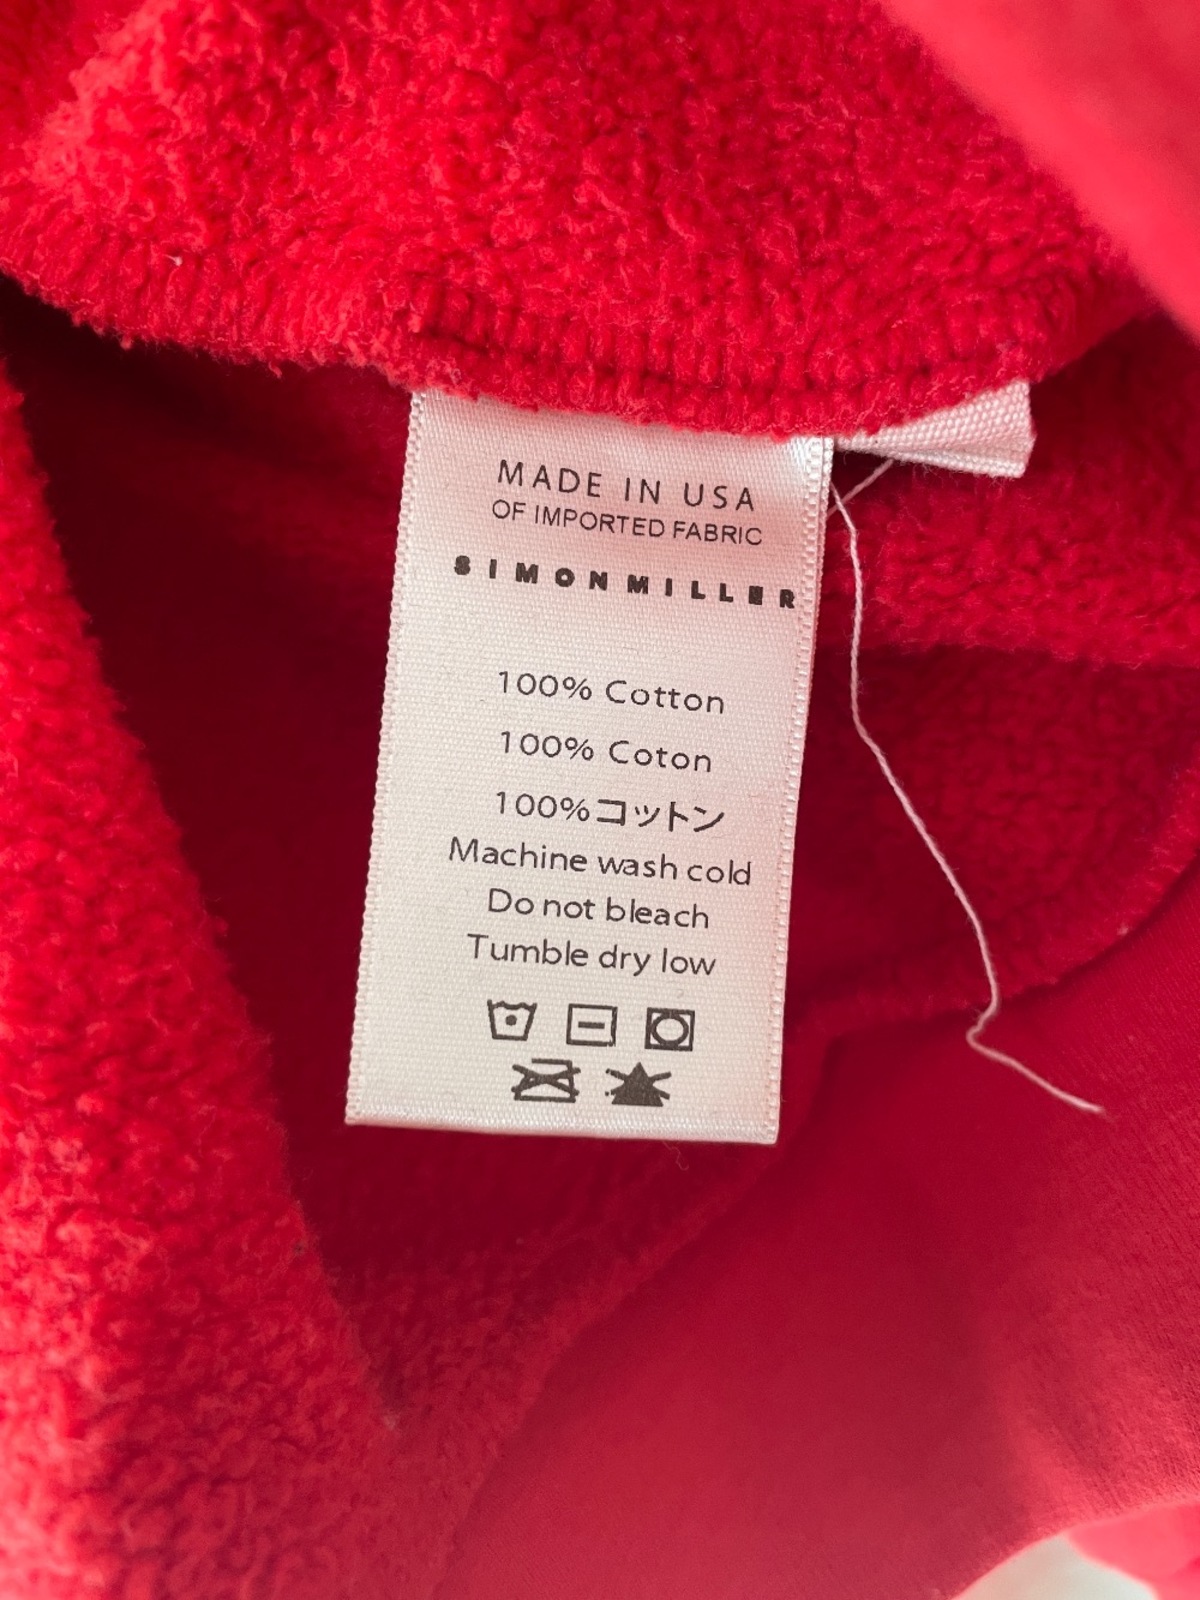 MADE IN USA
OF IMPORTED FABRIC
SIMONMILLER
100% Cotton
100% Coton
100%コットン
Machine wash cold
Do not bleach
Tumble dry low